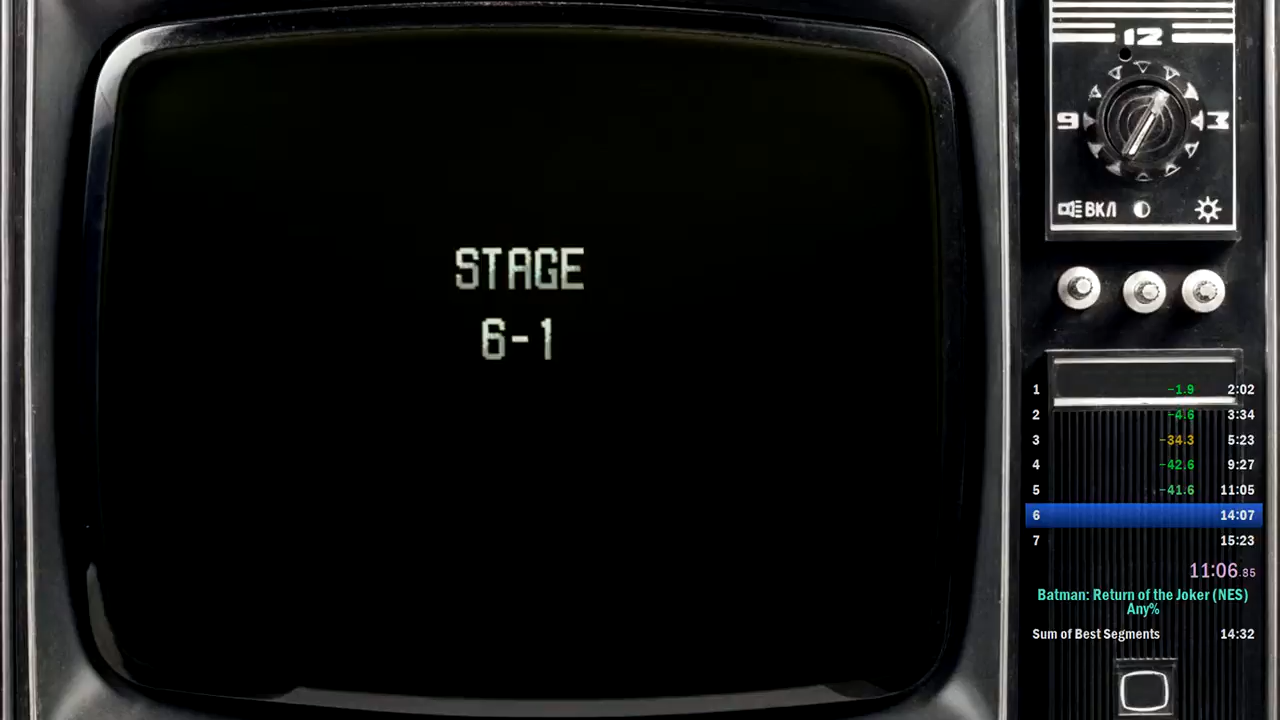 STAGE
6-1
12
9 3
ВКЛ
1 -1.9 2:02
2 -4.6 3:34
3 -34.3 5:23
4 -42.6 9:27
5 -41.6 11:05
6 14:07
7 15:23
11:06.85
Batman: Return of the Joker (NES)
Any%
Sum of Best Segments 14:32